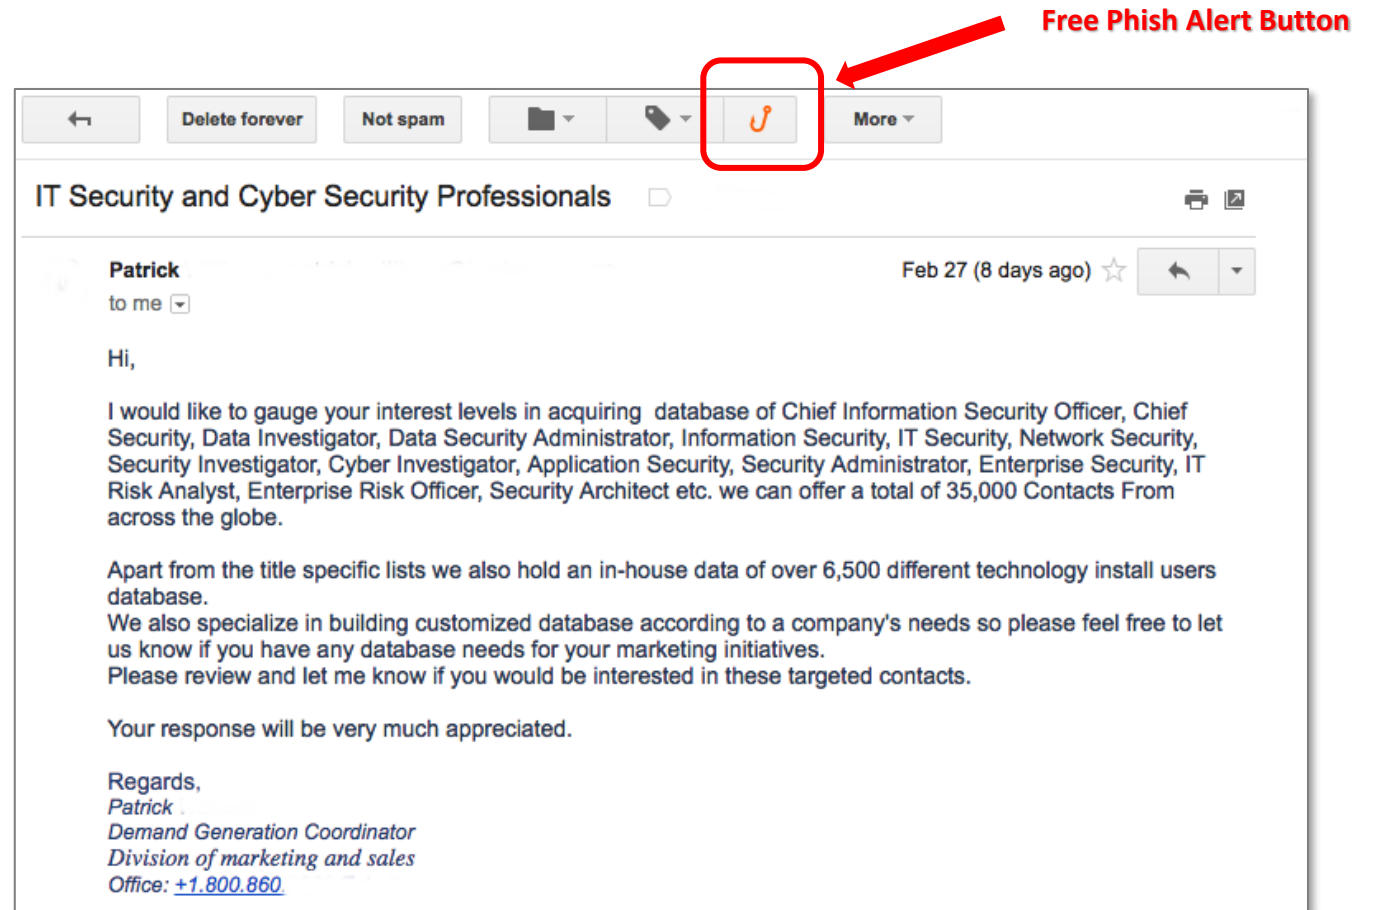 Free Phish Alert Button
Delete forever Not spam More
IT Security and Cyber Security Professionals
Patrick Feb 27 (8 days ago)
to me
Hi,
I would like to gauge your interest levels in acquiring database of Chief Information Security Officer, Chief
Security, Data Investigator, Data Security Administrator, Information Security, IT Security, Network Security,
Security Investigator, Cyber Investigator, Application Security, Security Administrator, Enterprise Security, IT
Risk Analyst, Enterprise Risk Officer, Security Architect etc. we can offer a total of 35,000 Contacts From
across the globe.
Apart from the title specific lists we also hold an in-house data of over 6,500 different technology install users
database.
We also specialize in building customized database according to a company's needs so please feel free to let
us know if you have any database needs for your marketing initiatives.
Please review and let me know if you would be interested in these targeted contacts.
Your response will be very much appreciated.
Regards,
Patrick
Demand Generation Coordinator
Division of marketing and sales
Office: +1.800.860.